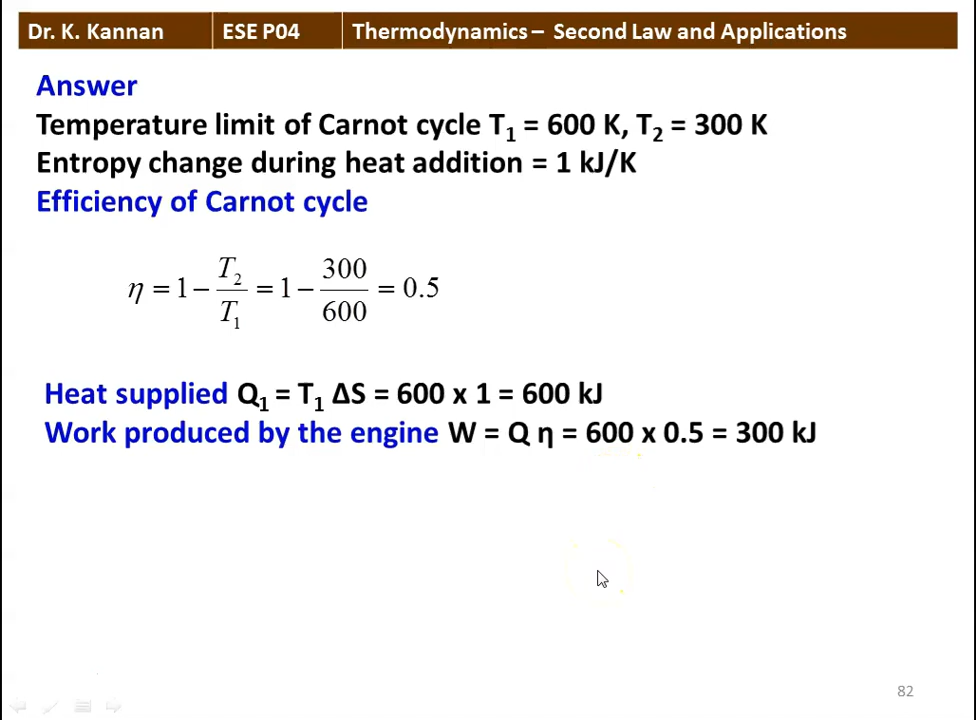 Dr. K. Kannan ESE P04 Thermodynamics – Second Law and Applications
Answer
Temperature limit of Carnot cycle T₁ = 600 K, T₂ = 300 K
Entropy change during heat addition = 1 kJ/K
Efficiency of Carnot cycle
η = 1 − T₂/T₁ = 1 − 300/600 = 0.5
Heat supplied Q₁ = T₁ ΔS = 600 x 1 = 600 kJ
Work produced by the engine W = Q η = 600 x 0.5 = 300 kJ
82